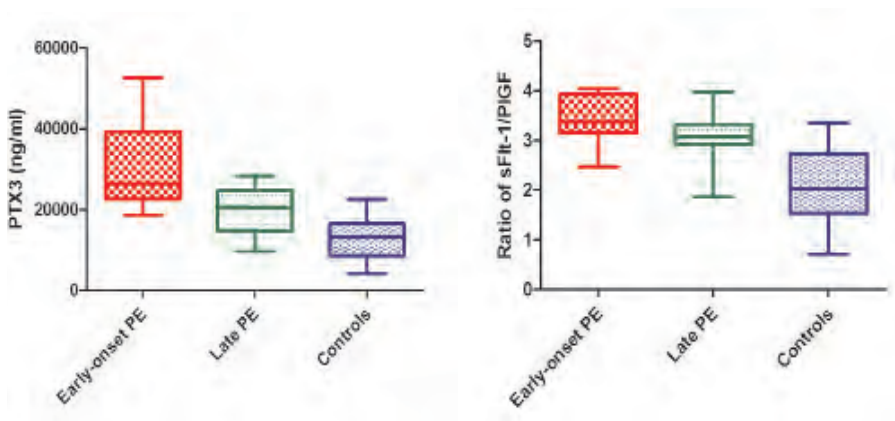 PTX3 (ng/ml)
60000
40000
20000
0
Early-onset PE
Late PE
Controls
Ratio of sFlt-1/PlGF
5
4
3
2
1
0
Early-onset PE
Late PE
Controls